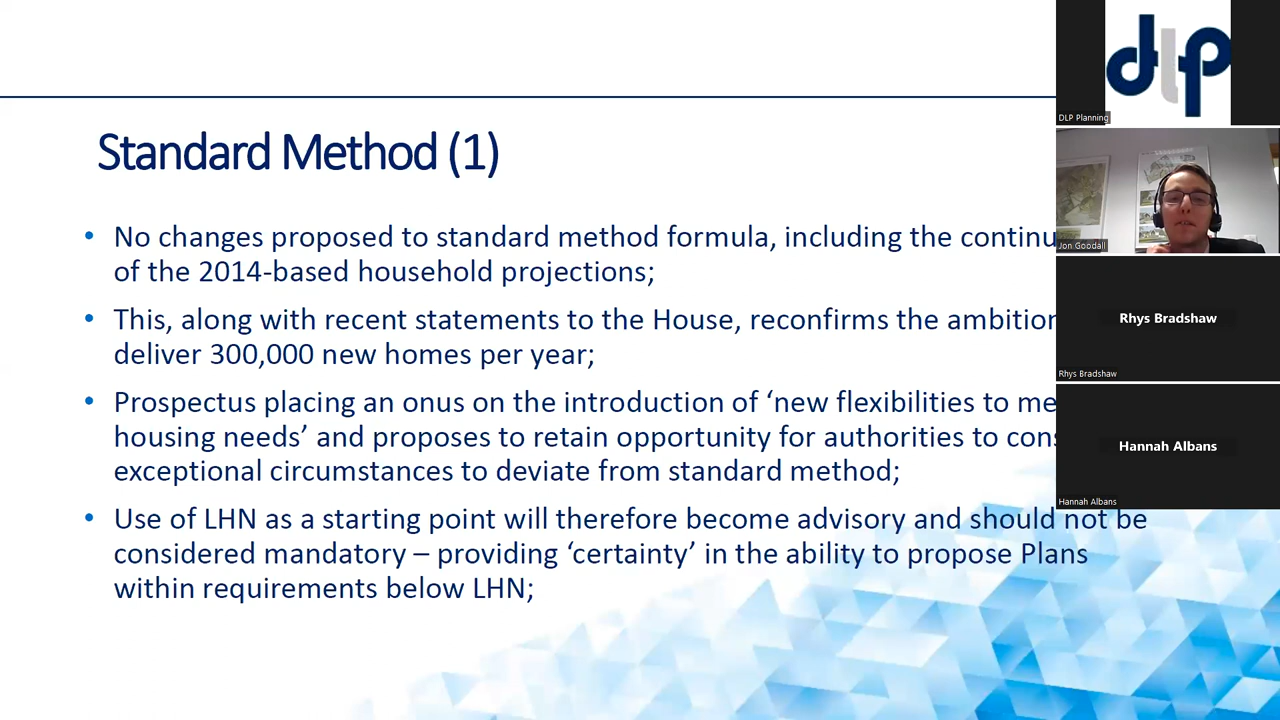 Standard Method (1)
• No changes proposed to standard method formula, including the
of the 2014-based household projections;
• This, along with recent statements to the House, reconfirms the ambition
deliver 300,000 new homes per year;
• Prospectus placing an onus on the introduction of ‘new flexibilities to
housing needs’ and proposes to retain opportunity for authorities to
exceptional circumstances to deviate from standard method;
• Use of LHN as a starting point will therefore become advisory and should not be
considered mandatory – providing ‘certainty’ in the ability to propose Plans
within requirements below LHN;
dlp
DLP Planning
Jon Goodall
Rhys Bradshaw
Rhys Bradshaw
Hannah Albans
Hannah Albans